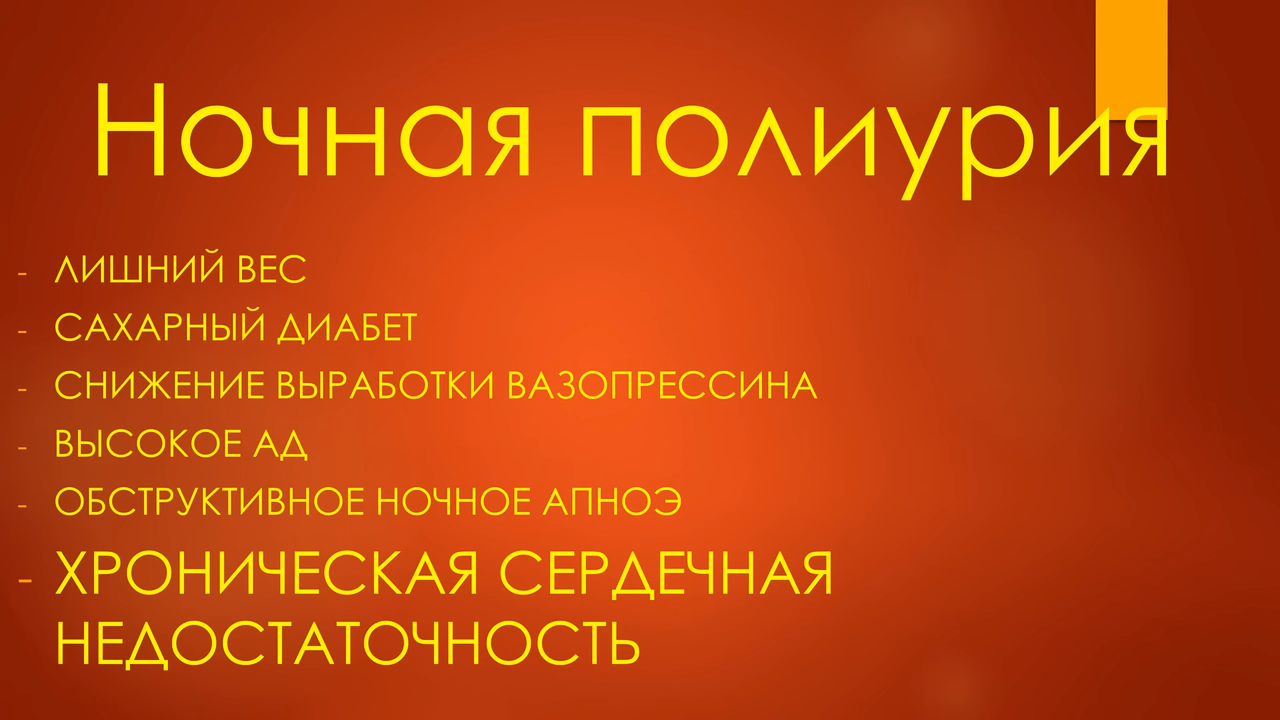 Ночная полиурия
- ЛИШНИЙ ВЕС
- САХАРНЫЙ ДИАБЕТ
- СНИЖЕНИЕ ВЫРАБОТКИ ВАЗОПРЕССИНА
- ВЫСОКОЕ АД
- ОБСТРУКТИВНОЕ НОЧНОЕ АПНОЭ
- ХРОНИЧЕСКАЯ СЕРДЕЧНАЯ
НЕДОСТАТОЧНОСТЬ